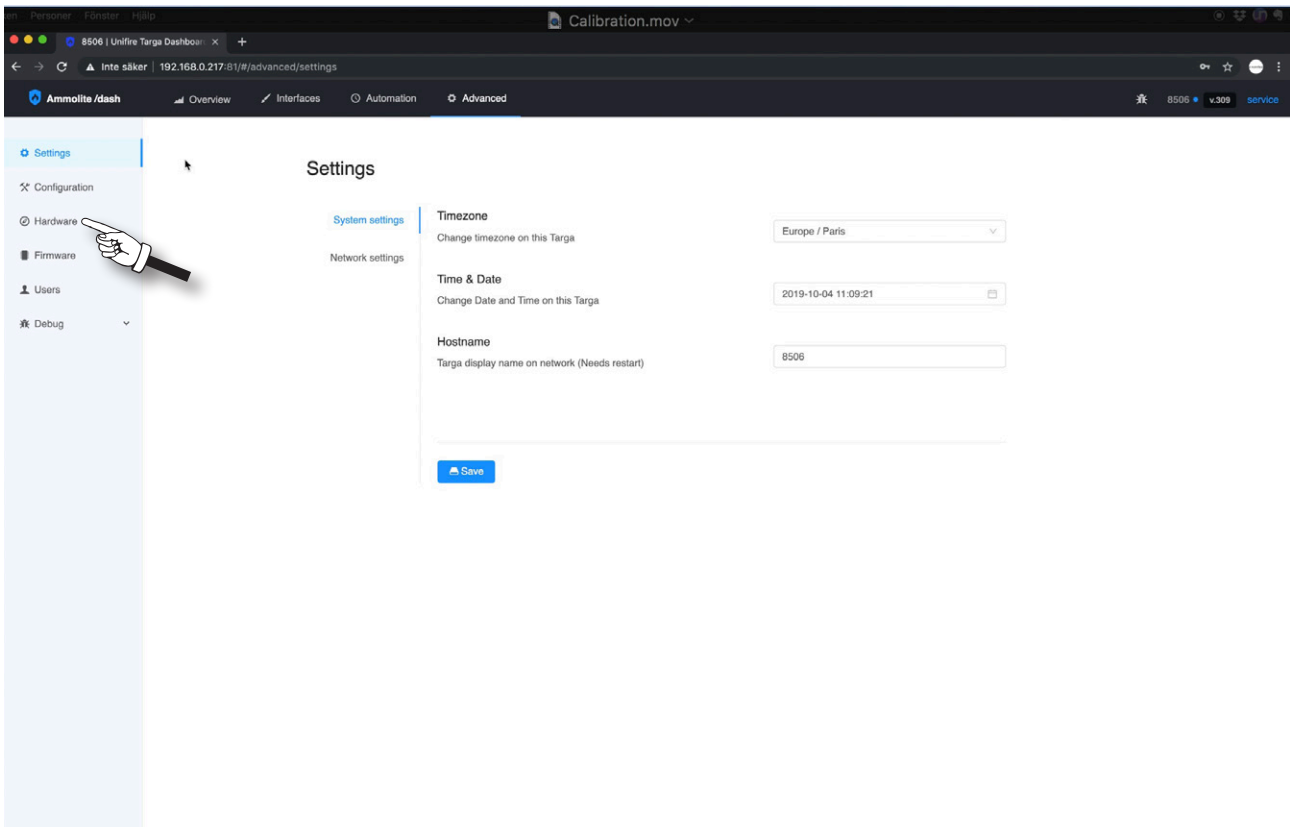 Personer Fönster Hjälp
Calibration.mov
8506 | Unifire Targa Dashboar
Inte säker | 192.168.0.217:81/#/advanced/settings
Ammolite /dash Overview Interfaces Automation Advanced 8506 v.309 service
Settings
Configuration
Hardware
Firmware
Users
Debug
Settings
System settings
Network settings
Timezone
Change timezone on this Targa
Europe / Paris
Time & Date
Change Date and Time on this Targa
2019-10-04 11:09:21
Hostname
Targa display name on network (Needs restart)
8506
Save